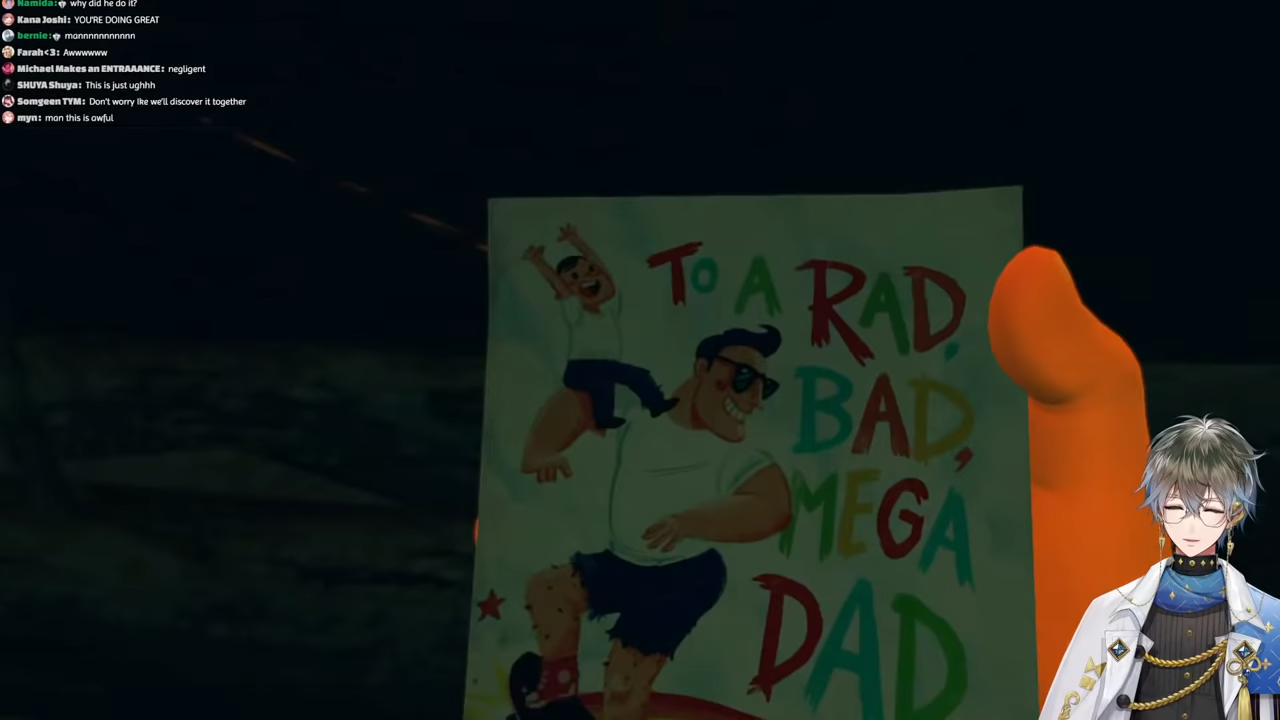 Namida: why did he do it?
Kana Joshi: YOU'RE DOING GREAT
bernie: mannnnnnnnnn
Farah<3: Awwwwww
Michael Makes an ENTRAAANCE: negligent
SHUYA Shuya: This is just ughhh
Somgeen TYM: Don't worry Ike we'll discover it together
myn: man this is awful
TO A RAD,
BAD,
MEGA
DAD